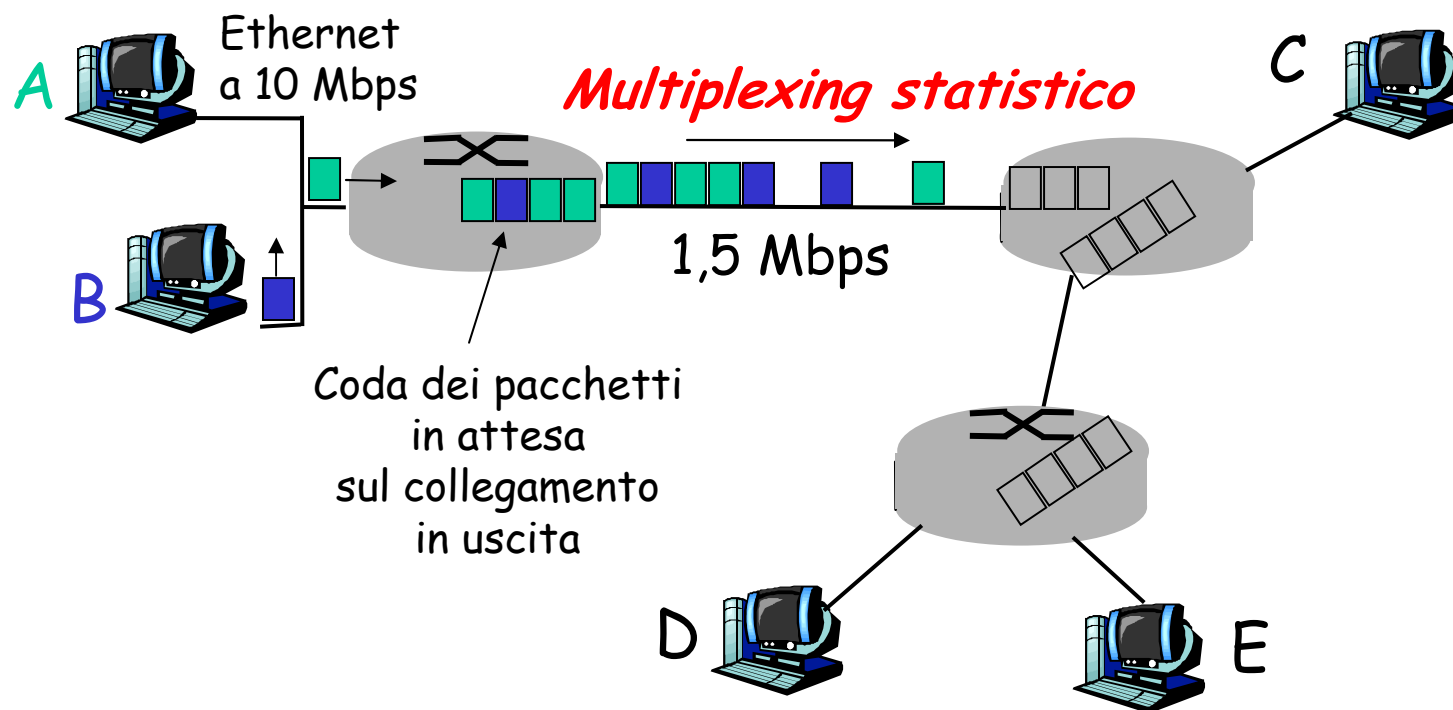 Ethernet
a 10 Mbps
A
Multiplexing statistico
C
B
1,5 Mbps
Coda dei pacchetti
in attesa
sul collegamento
in uscita
D
E